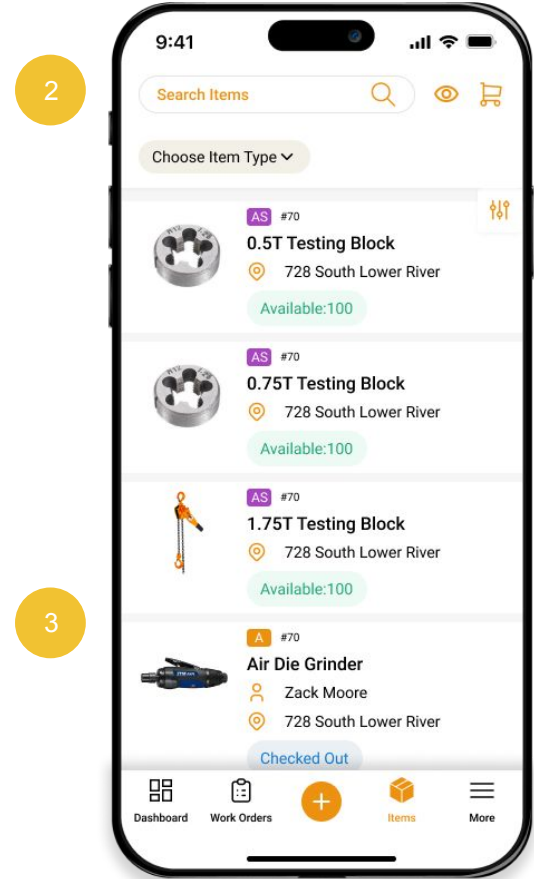 9:41
2
Search Items
Choose Item Type
AS #70
0.5T Testing Block
728 South Lower River
Available:100
AS #70
0.75T Testing Block
728 South Lower River
Available:100
AS #70
1.75T Testing Block
728 South Lower River
Available:100
3
A #70
Air Die Grinder
Zack Moore
728 South Lower River
Checked Out
+
Dashboard Work Orders Items More